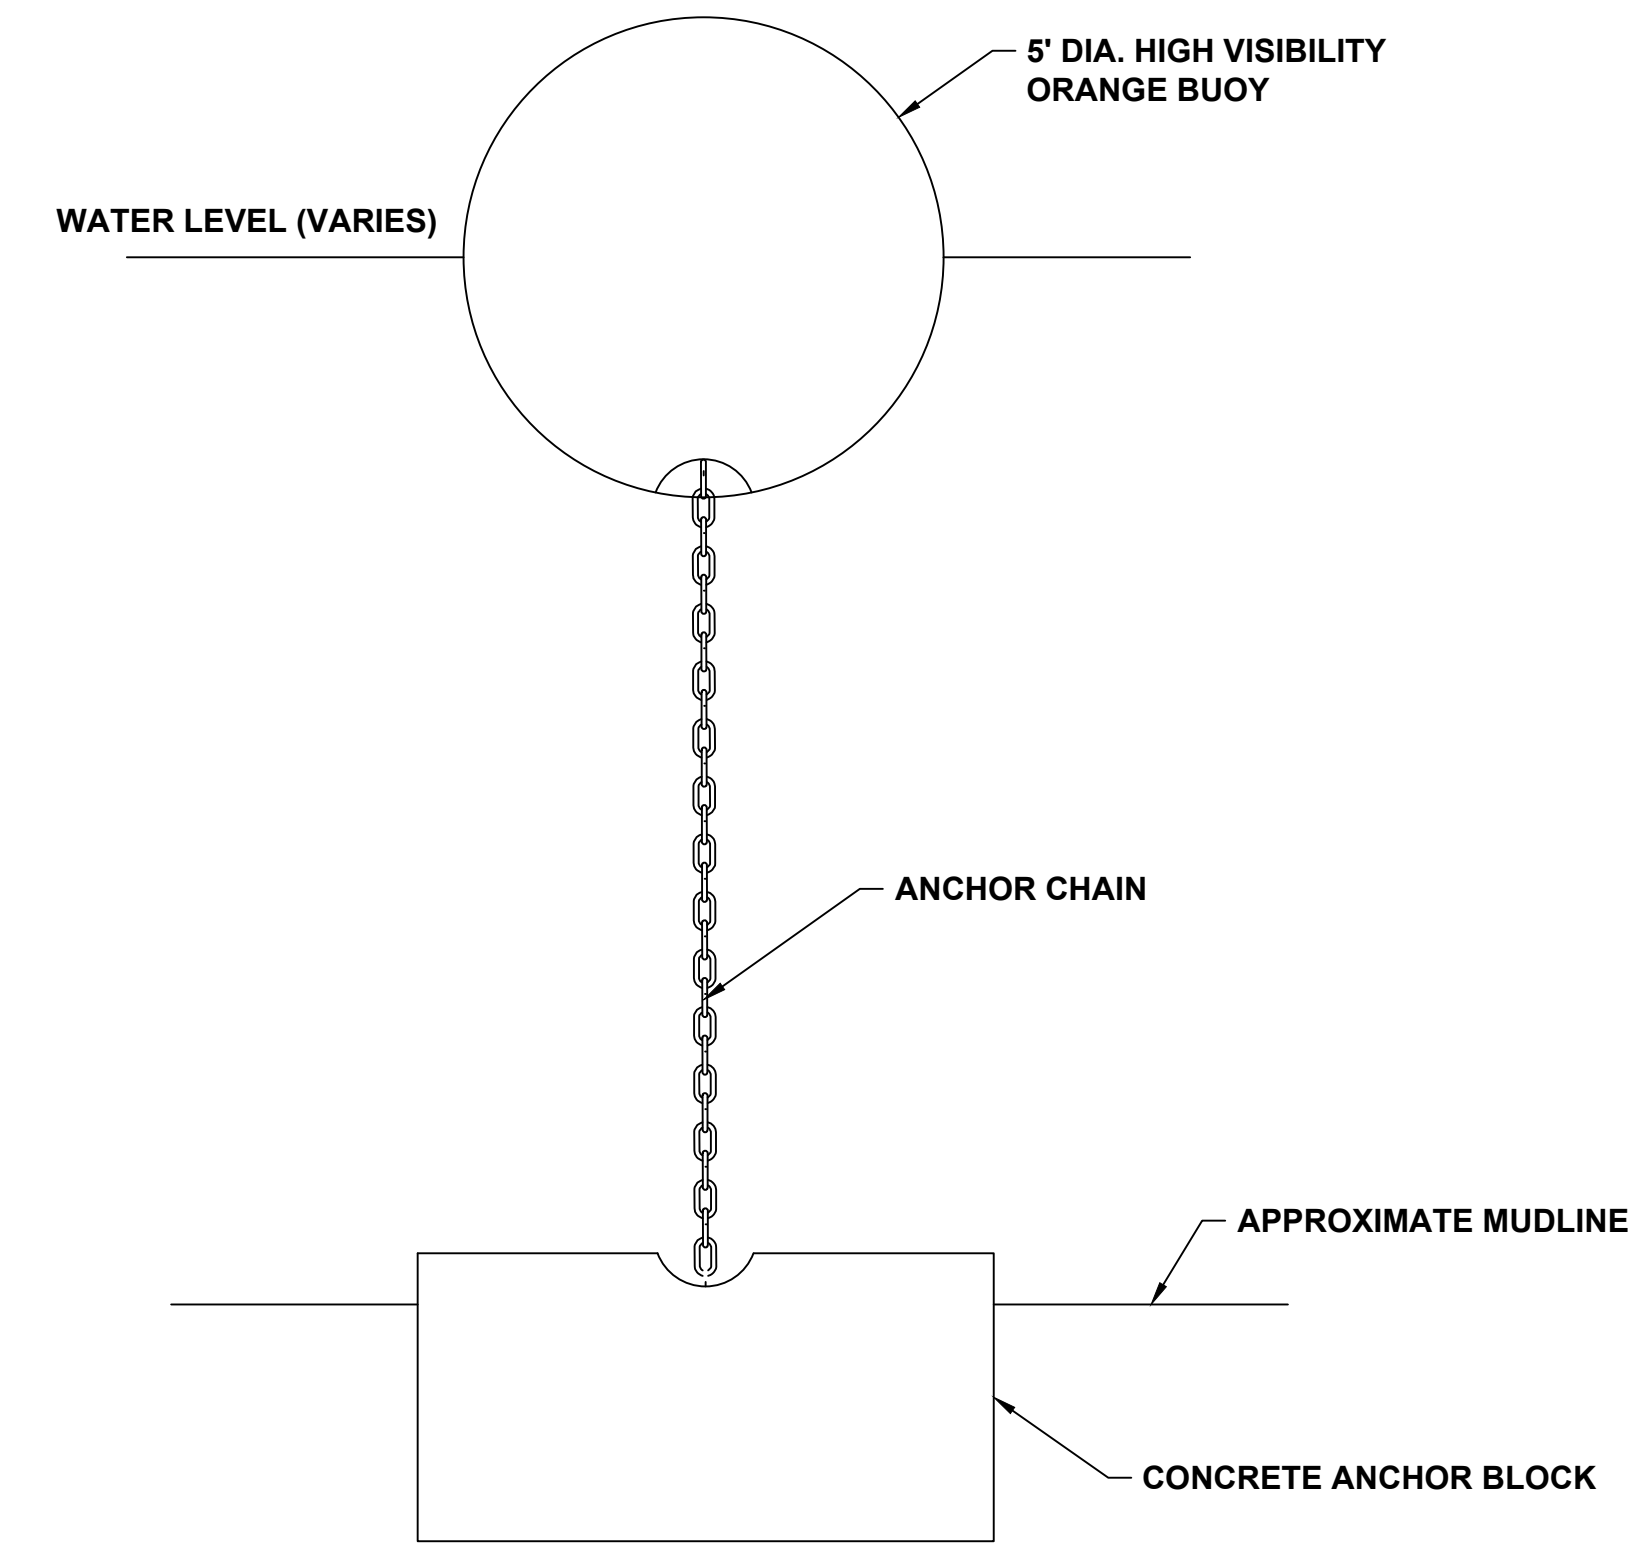 5' DIA. HIGH VISIBILITY
ORANGE BUOY
WATER LEVEL (VARIES)
ANCHOR CHAIN
APPROXIMATE MUDLINE
CONCRETE ANCHOR BLOCK